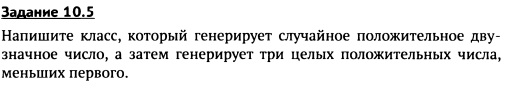 Задание 10.5
Напишите класс, который генерирует случайное положительное дву-
значное число, а затем генерирует три целых положительных числа,
меньших первого.